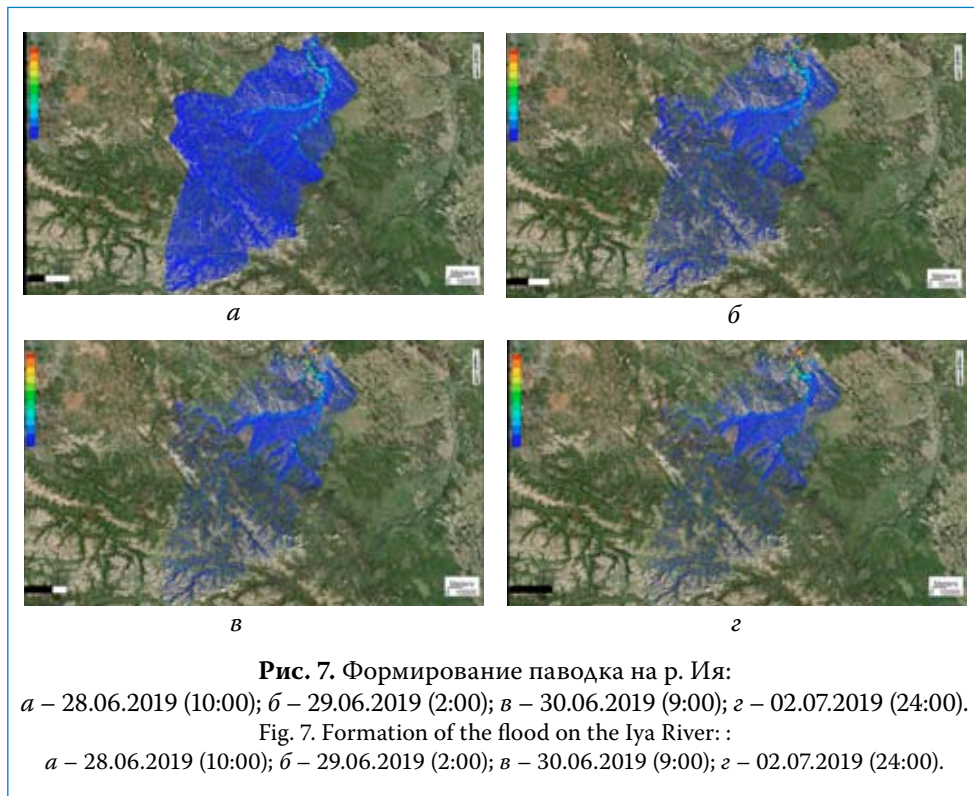 а
б
в
г
Рис. 7. Формирование паводка на р. Ия:
а – 28.06.2019 (10:00); б – 29.06.2019 (2:00); в – 30.06.2019 (9:00); г – 02.07.2019 (24:00).
Fig. 7. Formation of the flood on the Iya River: :
а – 28.06.2019 (10:00); б – 29.06.2019 (2:00); в – 30.06.2019 (9:00); г – 02.07.2019 (24:00).